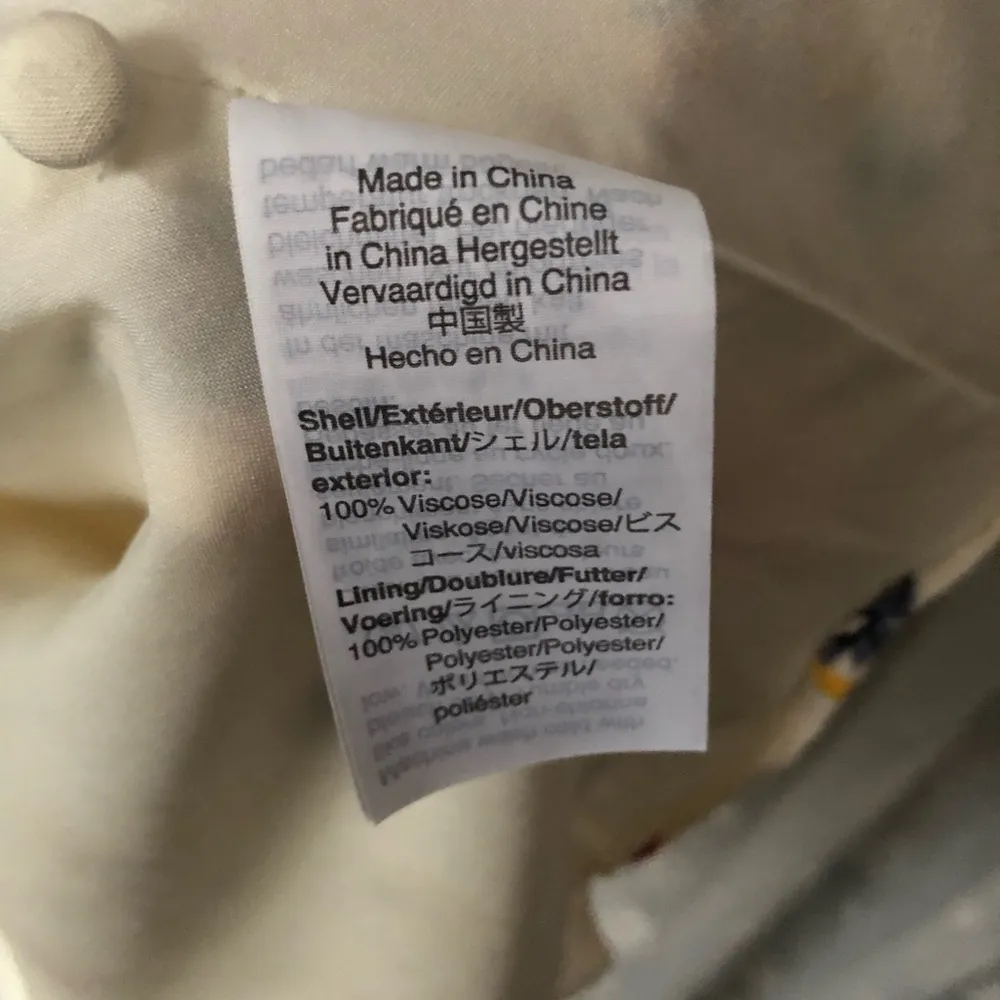 Made in China
Fabriqué en Chine
in China Hergestellt
Vervaardigd in China
中国製
Hecho en China
Shell/Extérieur/Oberstoff/
Buitenkant/シェル/tela
exterior:
100% Viscose/Viscose/
Viskose/Viscose/ビス
コース/viscosa
Lining/Doublure/Futter/
Voering/ライニング/forro:
100% Polyester/Polyester/
Polyester/Polyester/
ポリエステル/
poliéster